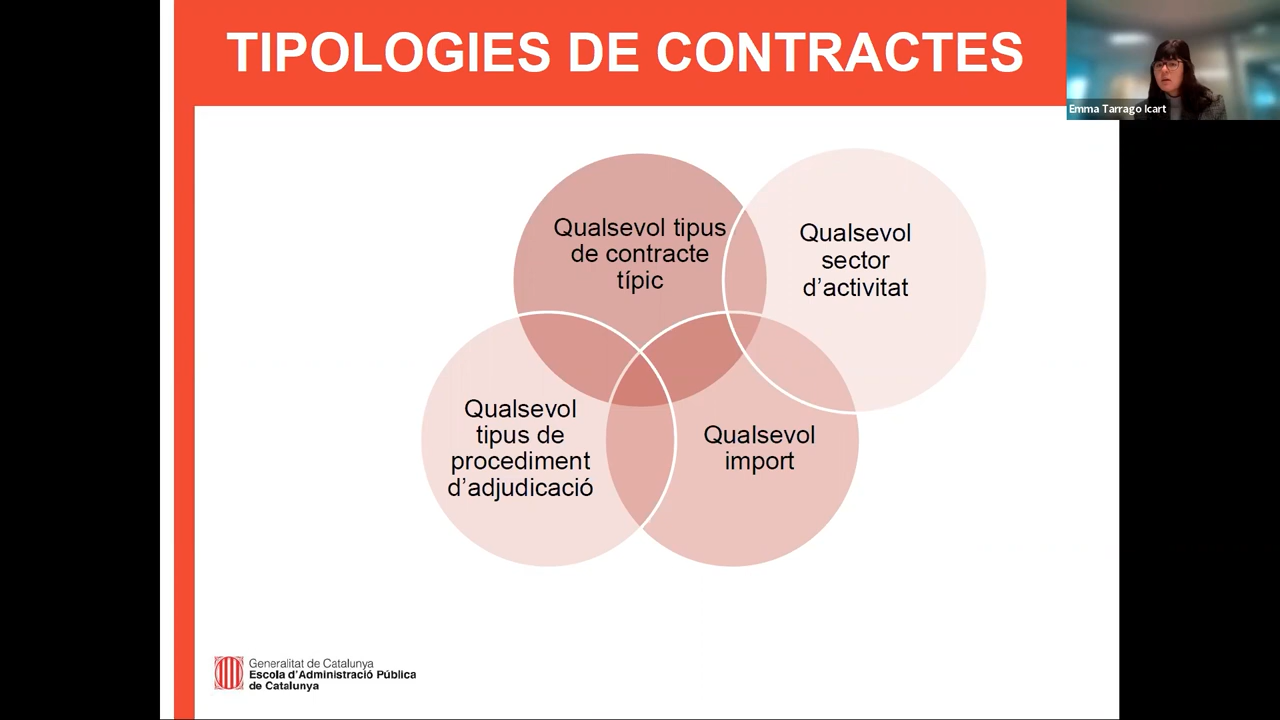 TIPOLOGIES DE CONTRACTES
Emma Tarrago Icart
Qualsevol tipus
de contracte
típic
Qualsevol
sector
d’activitat
Qualsevol
tipus de
procediment
d’adjudicació
Qualsevol
import
Generalitat de Catalunya
Escola d’Administració Pública
de Catalunya